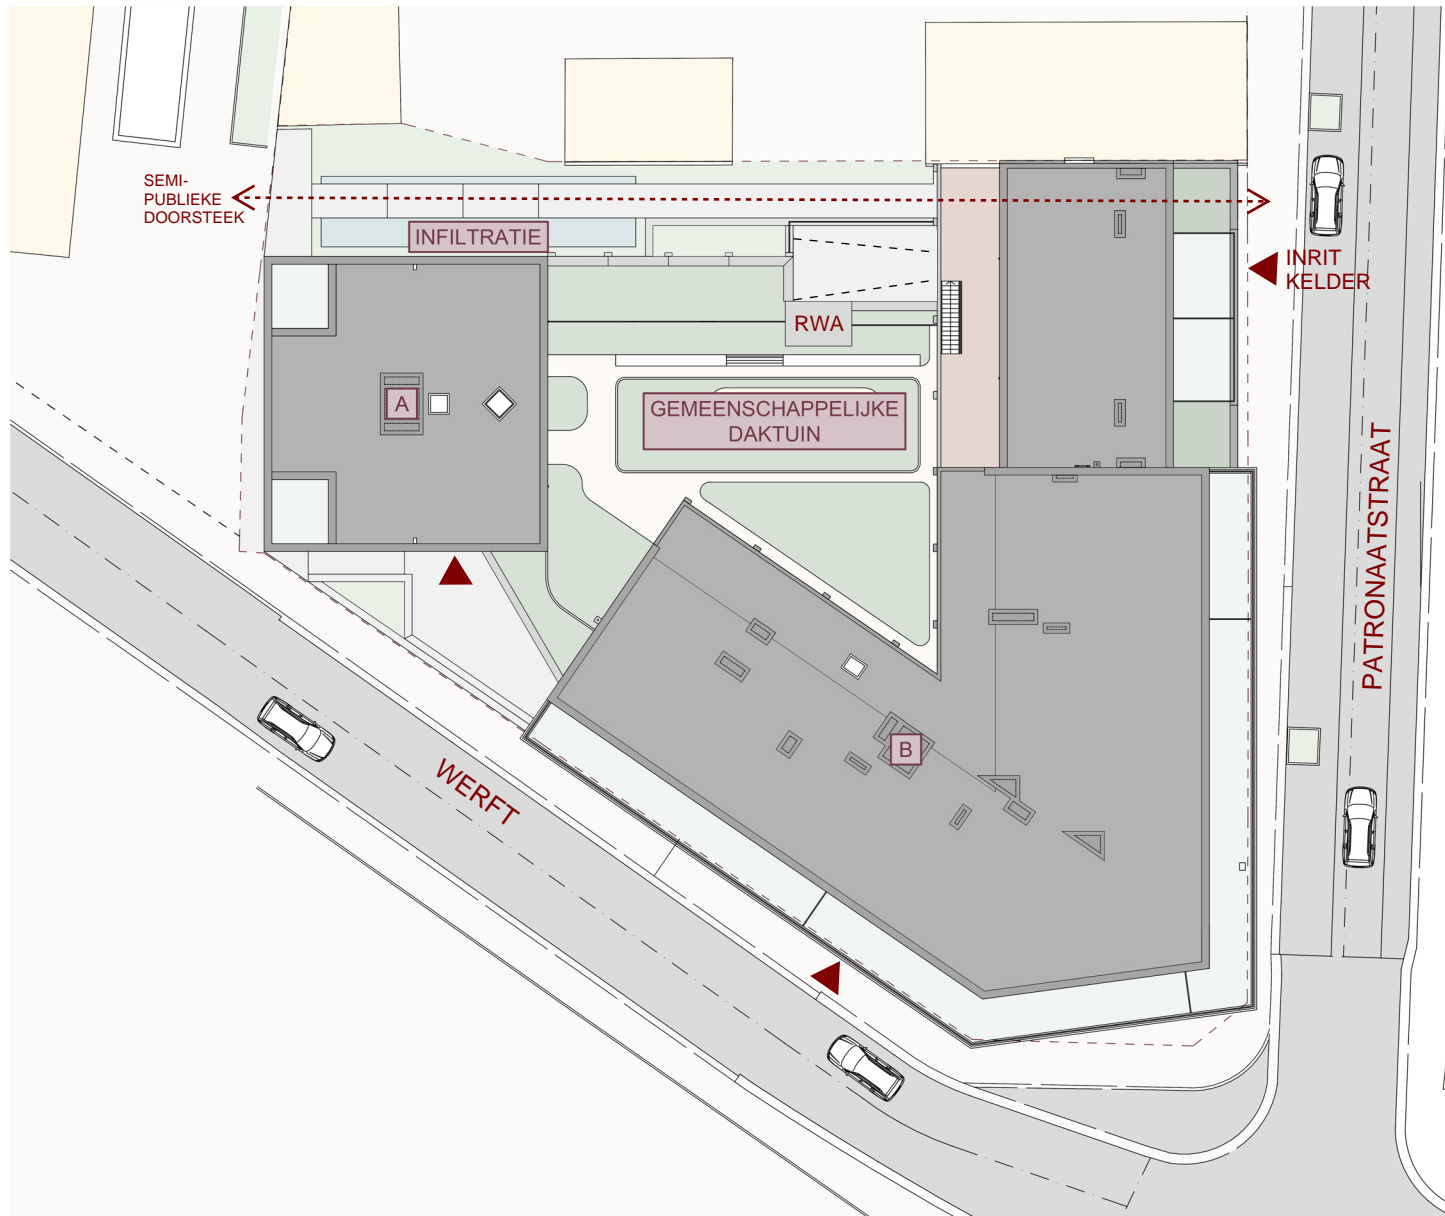 SEMI-
PUBLIEKE
DOORSTEEK
INFILTRATIE
INRIT
KELDER
RWA
A
GEMEENSCHAPPELIJKE
DAKTUIN
PATRONAATSTRAAT
B
WERFT